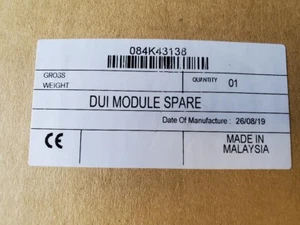 084K43138
GROSS
WEIGHT
QUANTITY 01
DUI MODULE SPARE
Date Of Manufacture : 26/08/19
CE
MADE IN
MALAYSIA